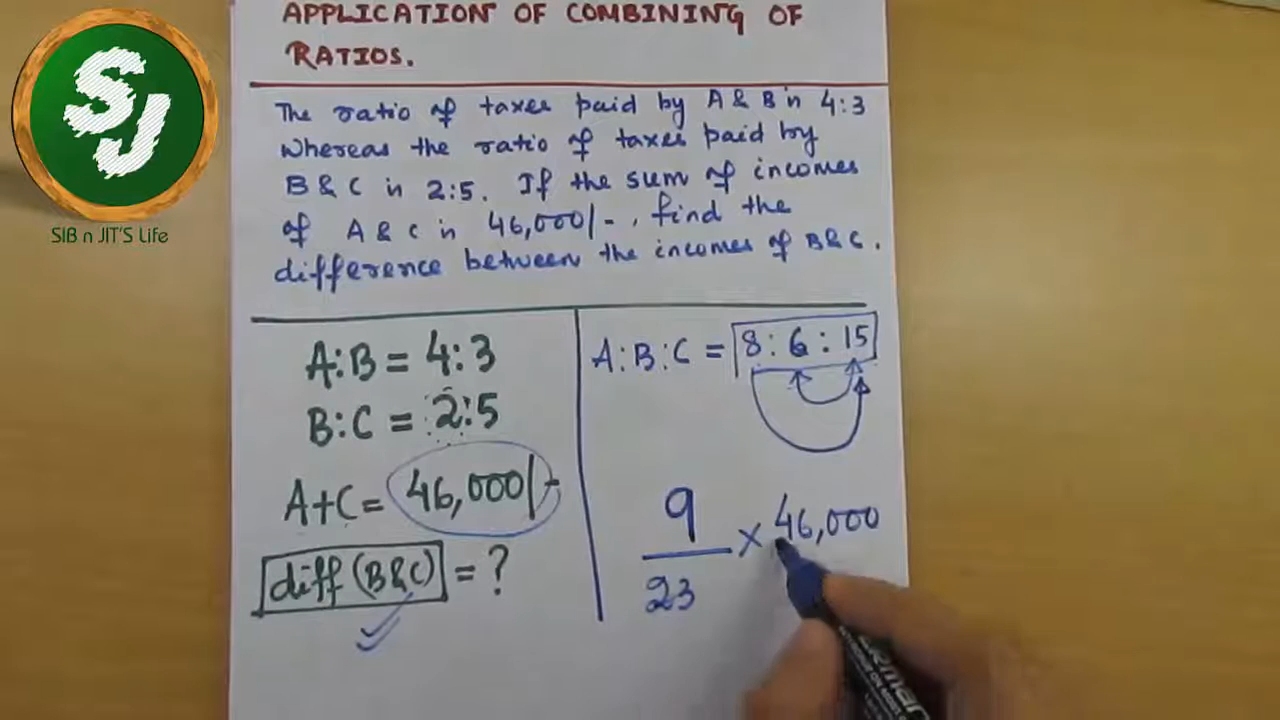 APPLICATION OF COMBINING OF
RATIOS.
SJ
SIB n JIT'S Life
The ratio of taxes paid by A & B is 4:3
Whereas the ratio of taxes paid by
B & C is 2:5. If the sum of incomes
of A & C is 46,000/-, find the
difference between the incomes of B & C.
A:B = 4:3
B:C = 2:5
A+C= 46,000/-
diff (B&C) = ?
A:B:C = 8:6:15
9
23
× 46,000